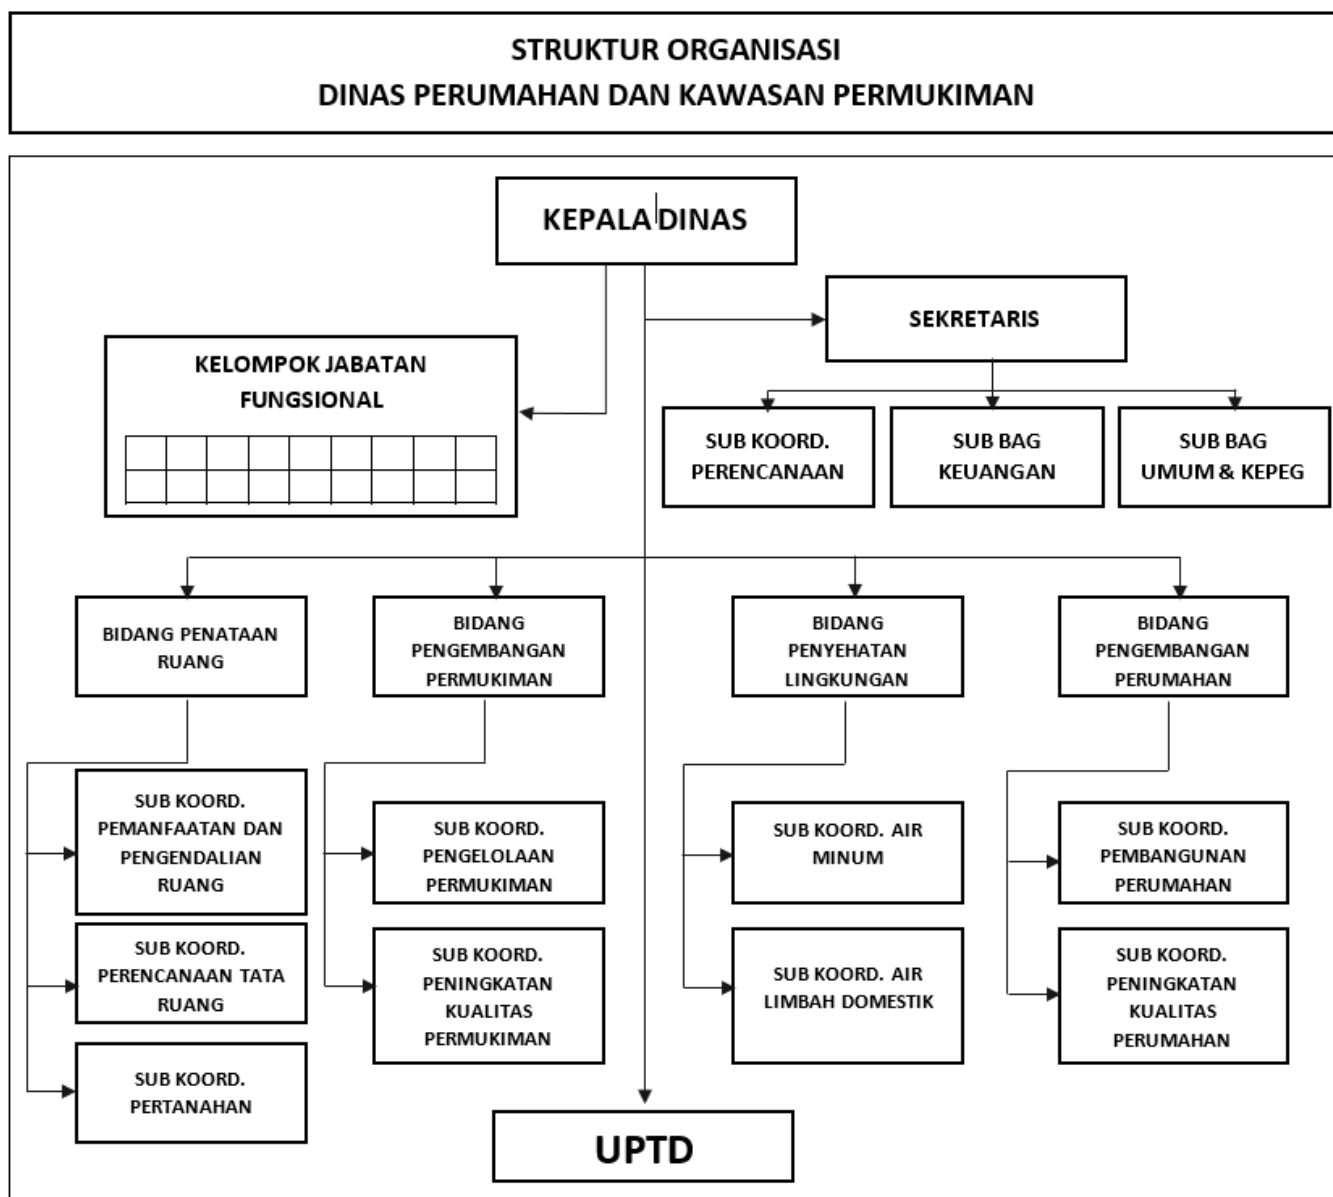 STRUKTUR ORGANISASI
DINAS PERUMAHAN DAN KAWASAN PERMUKIMAN
KEPALA DINAS
SEKRETARIS
KELOMPOK JABATAN
FUNGSIONAL
SUB KOORD.
PERENCANAAN
SUB BAG
KEUANGAN
SUB BAG
UMUM & KEPEG
BIDANG PENATAAN
RUANG
BIDANG
PENGEMBANGAN
PERMUKIMAN
BIDANG
PENYEHATAN
LINGKUNGAN
BIDANG
PENGEMBANGAN
PERUMAHAN
SUB KOORD.
PEMANFAATAN DAN
PENGENDALIAN
RUANG
SUB KOORD.
PENGELOLAAN
PERMUKIMAN
SUB KOORD. AIR
MINUM
SUB KOORD.
PEMBANGUNAN
PERUMAHAN
SUB KOORD.
PERENCANAAN TATA
RUANG
SUB KOORD.
PENINGKATAN
KUALITAS
PERMUKIMAN
SUB KOORD. AIR
LIMBAH DOMESTIK
SUB KOORD.
PENINGKATAN
KUALITAS
PERUMAHAN
SUB KOORD.
PERTANAHAN
UPTD